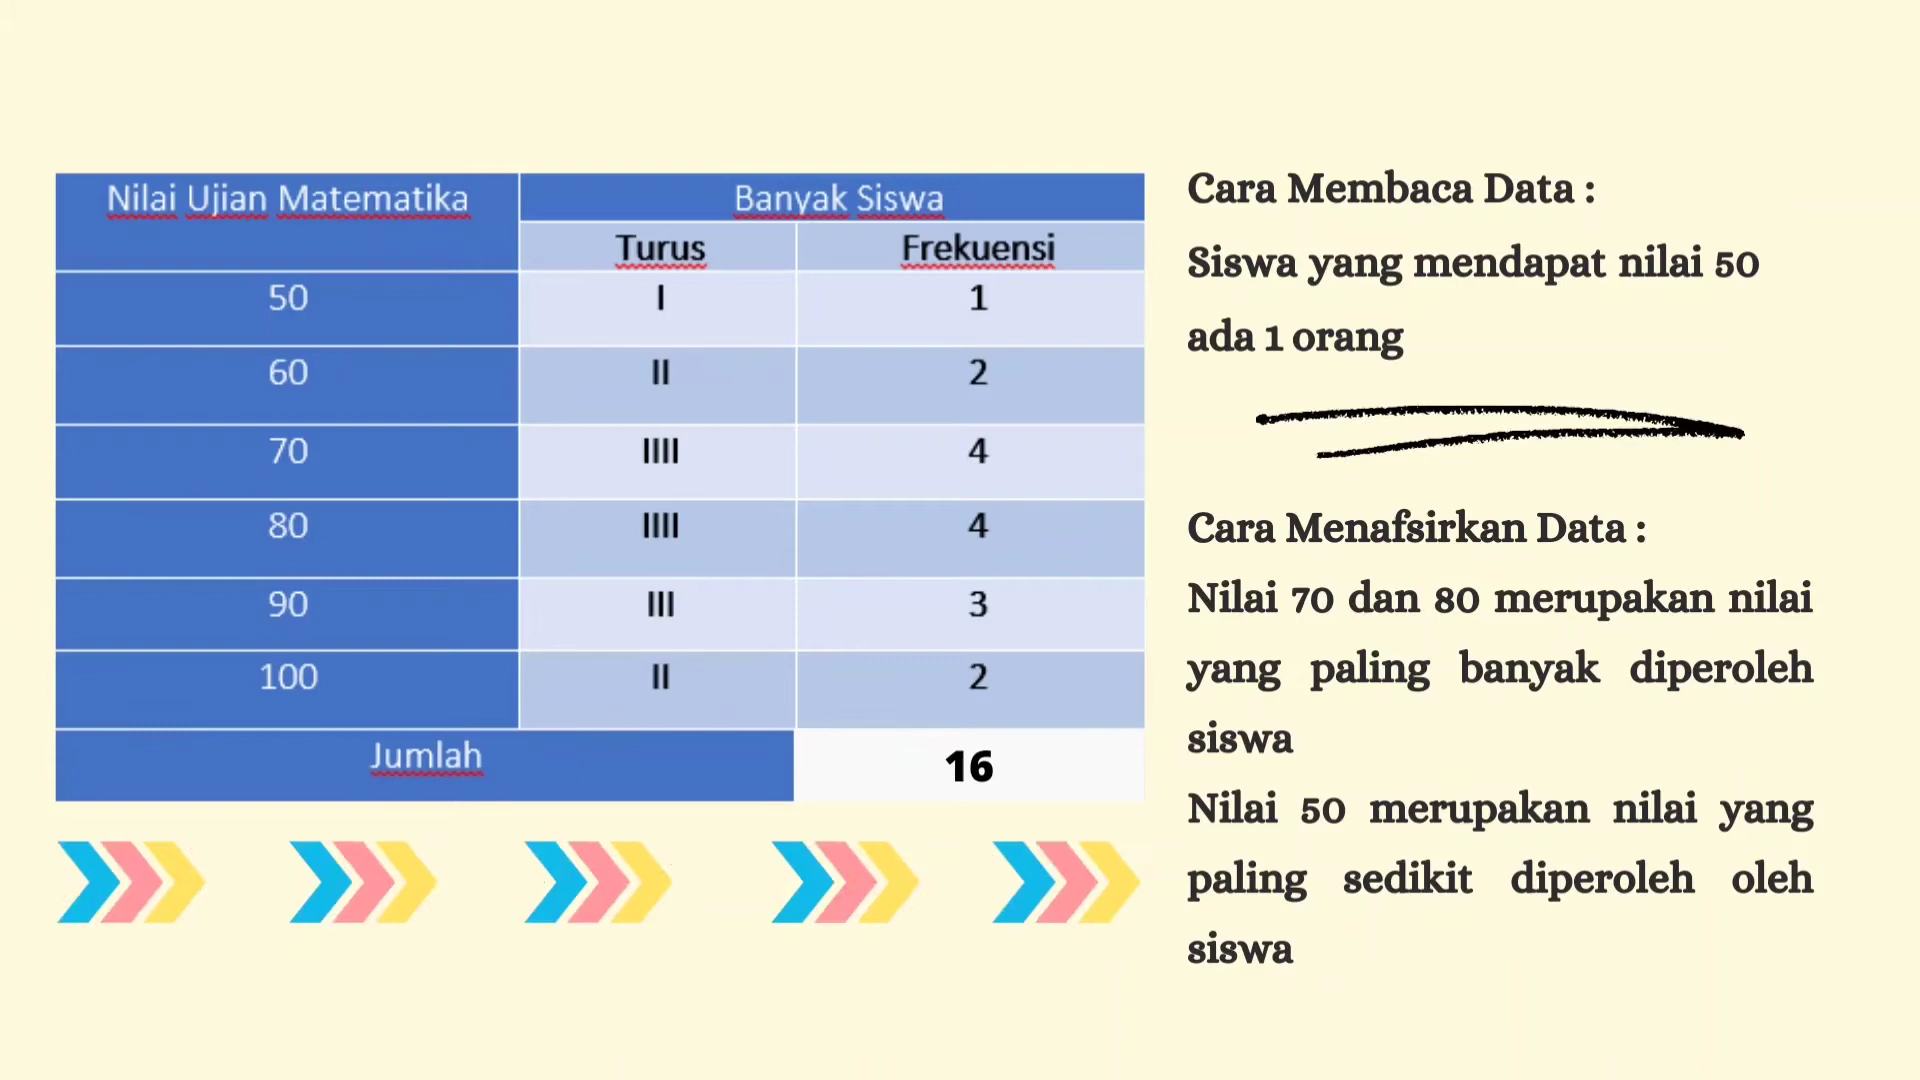 Nilai Ujian Matematika Banyak Siswa
Turus Frekuensi
50 I 1
60 II 2
70 IIII 4
80 IIII 4
90 III 3
100 II 2
Jumlah 16
Cara Membaca Data :
Siswa yang mendapat nilai 50
ada 1 orang
Cara Menafsirkan Data :
Nilai 70 dan 80 merupakan nilai
yang paling banyak diperoleh
siswa
Nilai 50 merupakan nilai yang
paling sedikit diperoleh oleh
siswa